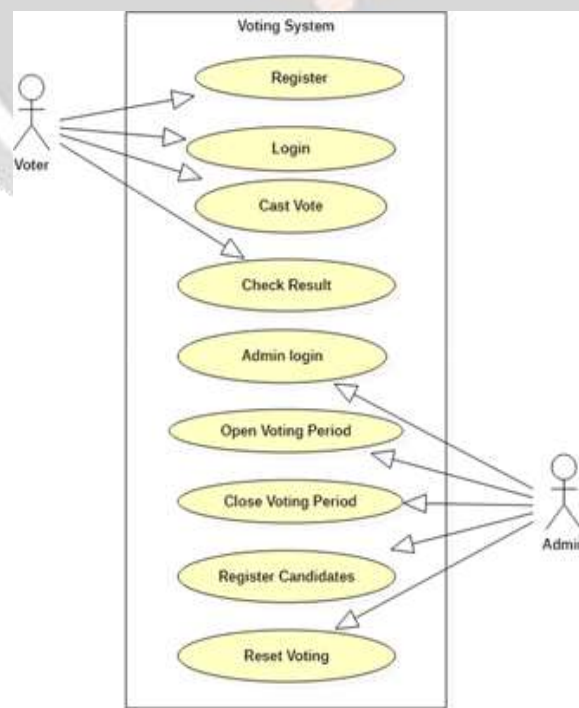 Voting System
Register
Voter
Login
Cast Vote
Check Result
Admin login
Open Voting Period
Close Voting Period
Admin
Register Candidates
Reset Voting